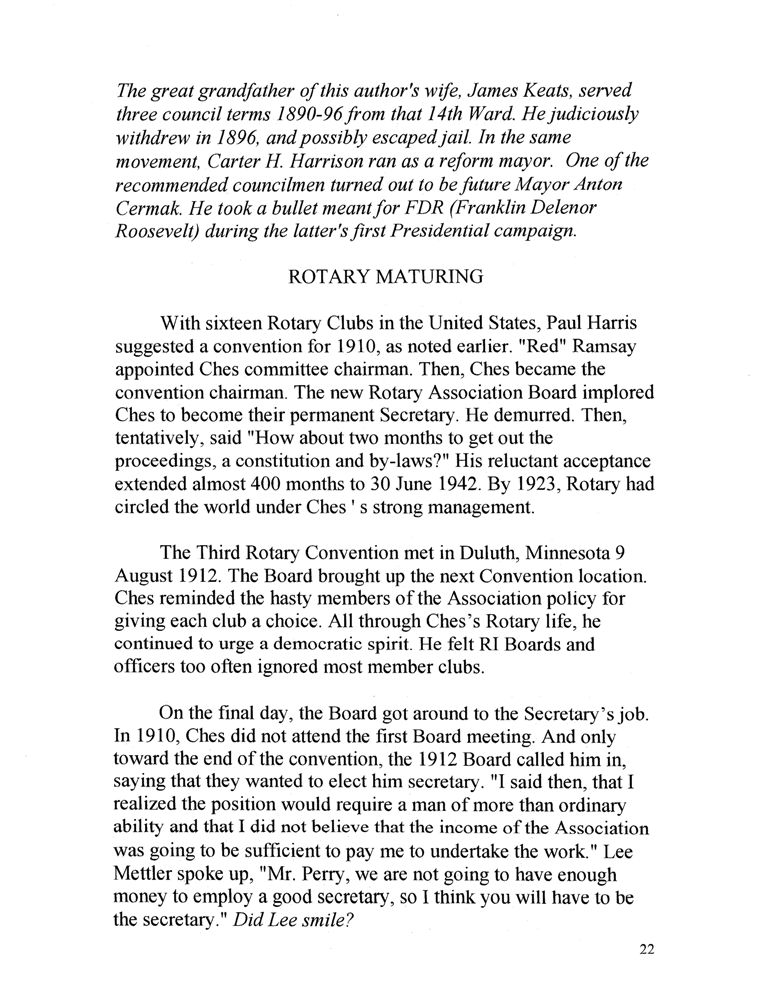 The great grandfather of this author's wife, James Keats, served
three council terms 1890-96 from that 14th Ward. He judiciously
withdrew in 1896, and possibly escaped jail. In the same
movement, Carter H. Harrison ran as a reform mayor. One of the
recommended councilmen turned out to be future Mayor Anton
Cermak. He took a bullet meant for FDR (Franklin Delenor
Roosevelt) during the latter's first Presidential campaign.
ROTARY MATURING
With sixteen Rotary Clubs in the United States, Paul Harris
suggested a convention for 1910, as noted earlier. "Red" Ramsay
appointed Ches committee chairman. Then, Ches became the
convention chairman. The new Rotary Association Board implored
Ches to become their permanent Secretary. He demurred. Then,
tentatively, said "How about two months to get out the
proceedings, a constitution and by-laws?" His reluctant acceptance
extended almost 400 months to 30 June 1942. By 1923, Rotary had
circled the world under Ches ' s strong management.
The Third Rotary Convention met in Duluth, Minnesota 9
August 1912. The Board brought up the next Convention location.
Ches reminded the hasty members of the Association policy for
giving each club a choice. All through Ches's Rotary life, he
continued to urge a democratic spirit. He felt RI Boards and
officers too often ignored most member clubs.
On the final day, the Board got around to the Secretary's job.
In 1910, Ches did not attend the first Board meeting. And only
toward the end of the convention, the 1912 Board called him in,
saying that they wanted to elect him secretary. "I said then, that I
realized the position would require a man of more than ordinary
ability and that I did not believe that the income of the Association
was going to be sufficient to pay me to undertake the work." Lee
Mettler spoke up, "Mr. Perry, we are not going to have enough
money to employ a good secretary, so I think you will have to be
the secretary." Did Lee smile?
22